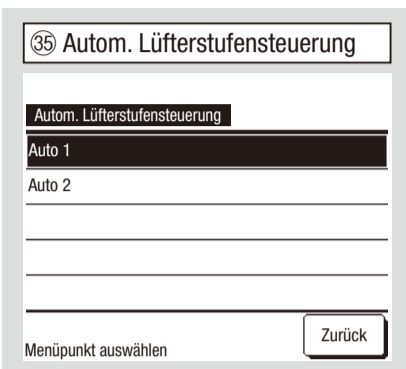 ㉟ Autom. Lüfterstufensteuerung
Autom. Lüfterstufensteuerung
Auto 1
Auto 2
Zurück
Menüpunkt auswählen